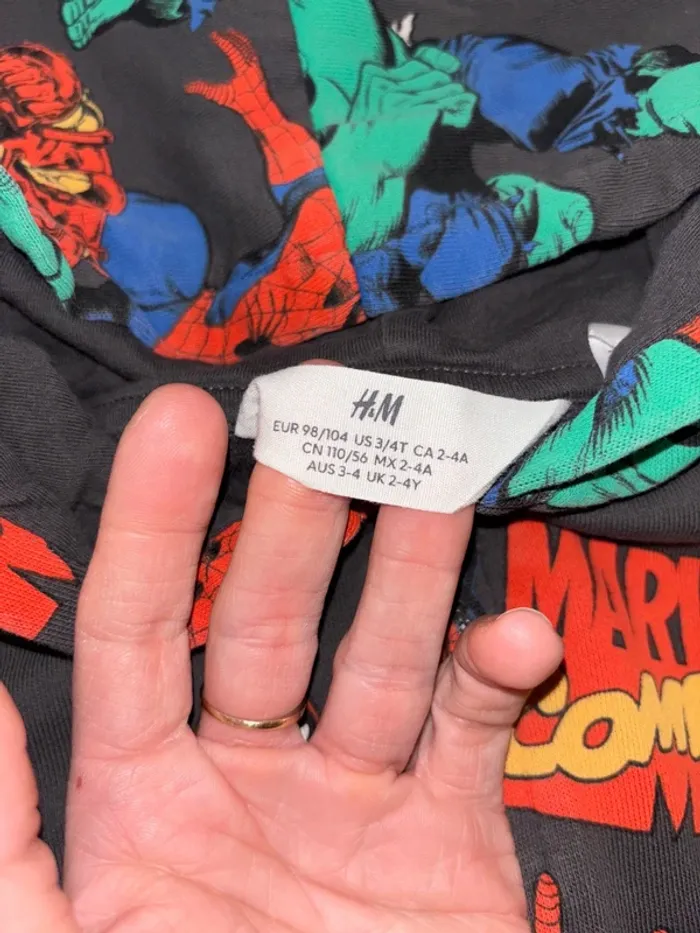 H&M
EUR 98/104 US 3/4T CA 2-4A
CN 110/56 MX 2-4A
AUS 3-4 UK 2-4Y